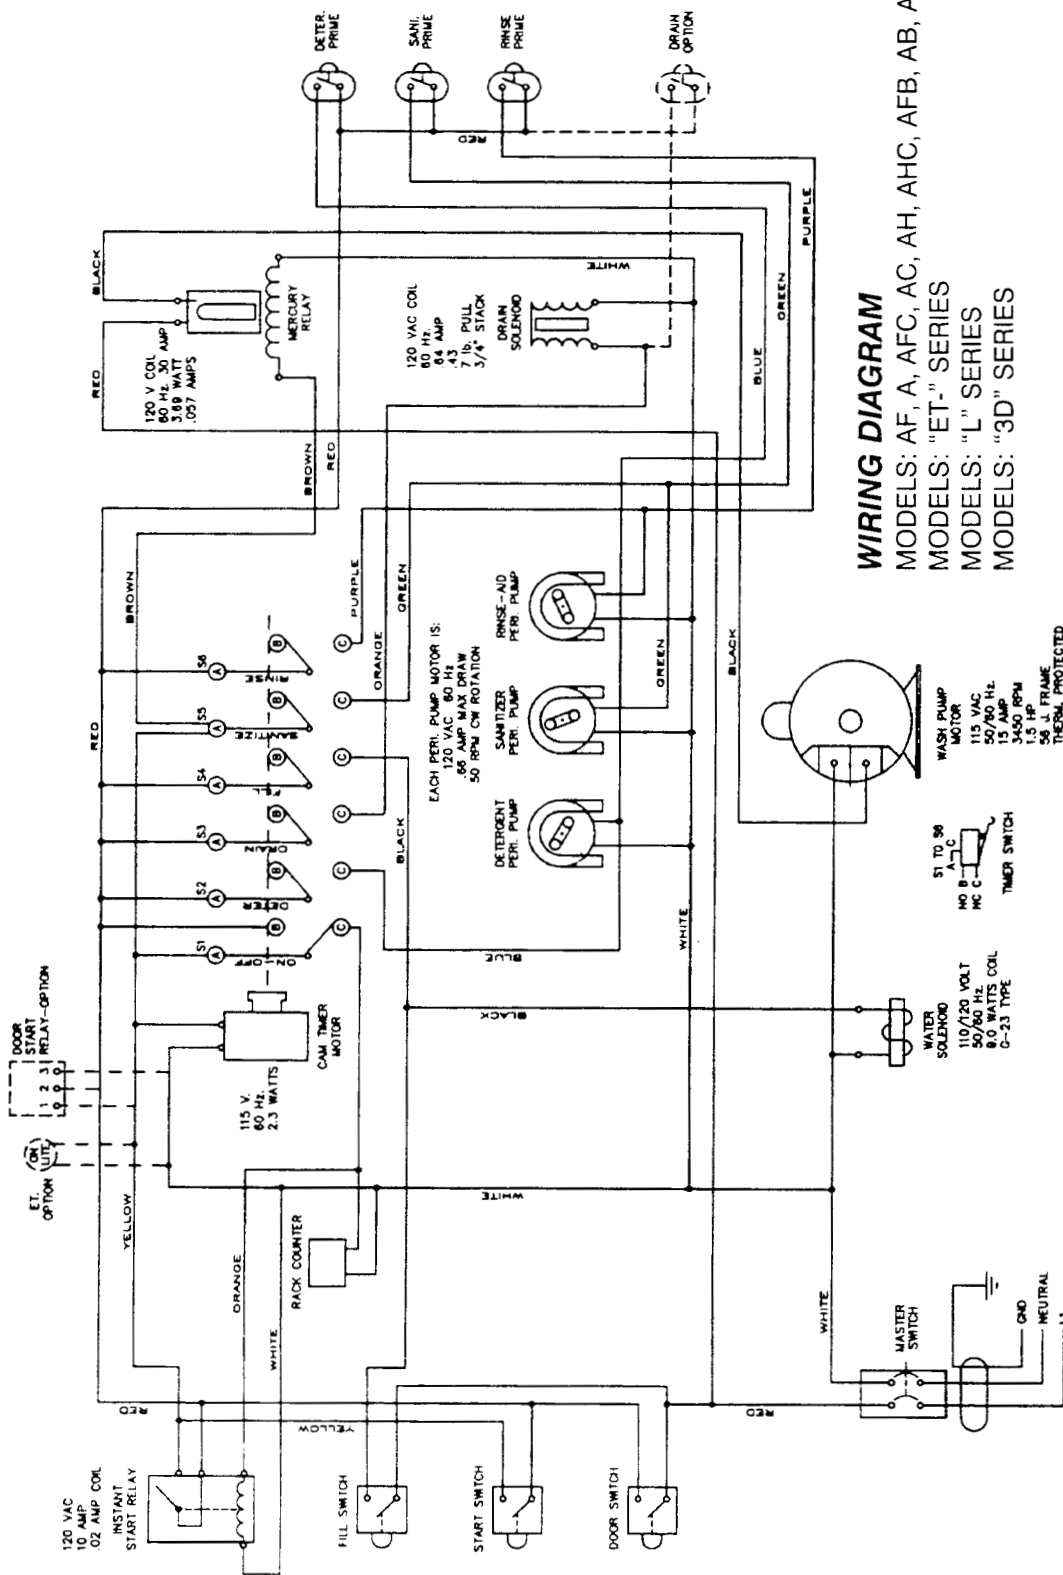 DETER.
PRIME
SANI.
PRIME
RINSE
PRIME
DRAIN
OPTION
RED
BLACK
RED
120 V COIL
60 Hz. 30 AMP
3.69 WATT
.057 AMPS
MERCURY
RELAY
WHITE
120 VAC COIL
60 Hz.
.64 AMP
.43
7 lb. PULL
3/4" STACK
DRAIN
SOLENOID
PURPLE
GREEN
BLUE
BROWN
RED
BROWN
PURPLE
GREEN
ORANGE
RED
S6
A
B
C
RINSE
S5
A
B
C
SANITIZE
S4
A
B
C
S3
A
B
C
DRAIN
S2
A
B
C
DETER
S1
A
B
C
ON-OFF
BLACK
BLUE
EACH PERI. PUMP MOTOR IS:
120 VAC 60 Hz
.66 AMP MAX DRAW
50 RPM CW ROTATION
RINSE-AID
PERI. PUMP
SANITIZER
PERI. PUMP
DETERGENT
PERI. PUMP
GREEN
BLACK
WHITE
WIRING DIAGRAM
MODELS: AF, A, AFC, AC, AH, AHC, AFB, AB,
MODELS: "ET-" SERIES
MODELS: "L" SERIES
MODELS: "3D" SERIES
WASH PUMP
MOTOR
115 VAC
50/60 Hz.
15 AMP
3450 RPM
1.5 HP
56 J. FRAME
THERM. PROTECTED
S1 TO S6
A C
NO B
NC C
TIMER SWITCH
WATER
SOLENOID
110/120 VOLT
50/60 Hz.
8.0 WATTS COIL
G-23 TYPE
BLACK
CAM TIMER
MOTOR
115 V.
60 Hz.
2.3 WATTS
DOOR
START
RELAY-OPTION
1 2 3
ET.
OPTION
ON
LITE
YELLOW
ORANGE
WHITE
WHITE
RACK COUNTER
RED
YELLOW
120 VAC
10 AMP
.02 AMP COIL
INSTANT
START RELAY
FILL SWITCH
START SWITCH
DOOR SWITCH
RED
WHITE
MASTER
SWITCH
GND
NEUTRAL